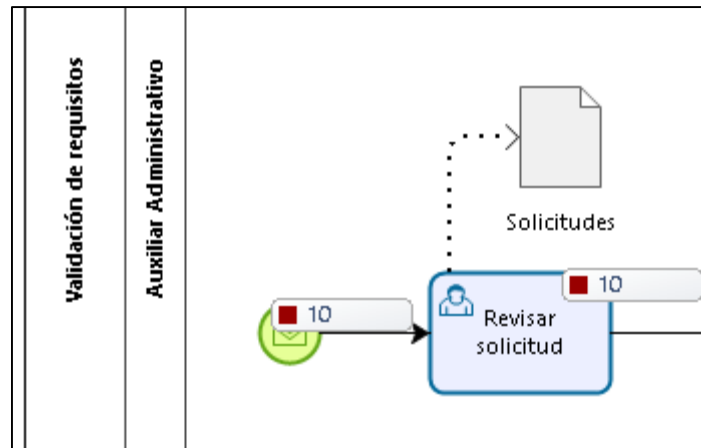 Validación de requisitos
Auxiliar Administrativo
Solicitudes
10
10
Revisar
solicitud